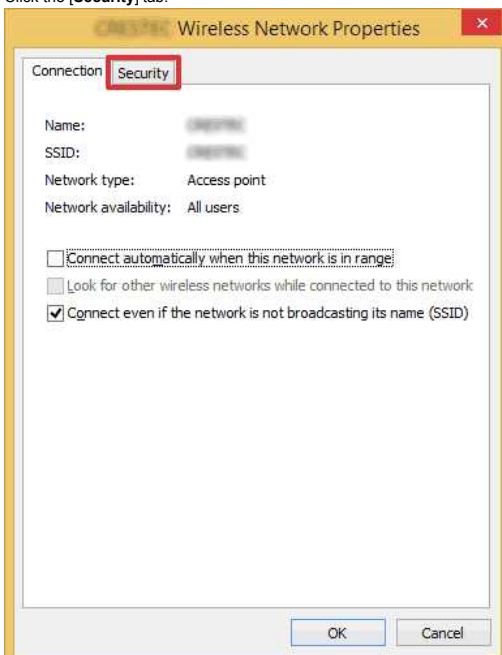 Click the [Security] tab.
Wireless Network Properties
Connection Security
Name:
SSID:
Network type: Access point
Network availability: All users
Connect automatically when this network is in range
Look for other wireless networks while connected to this network
Connect even if the network is not broadcasting its name (SSID)
OK Cancel